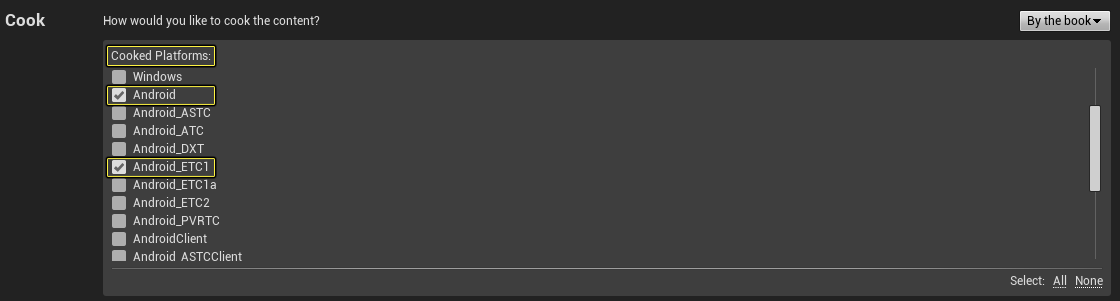 Cook
How would you like to cook the content?
By the book
Cooked Platforms:
Windows
Android
Android_ASTC
Android_ATC
Android_DXT
Android_ETC1
Android_ETC1a
Android_ETC2
Android_PVRTC
AndroidClient
Android_ASTCClient
Select: All None